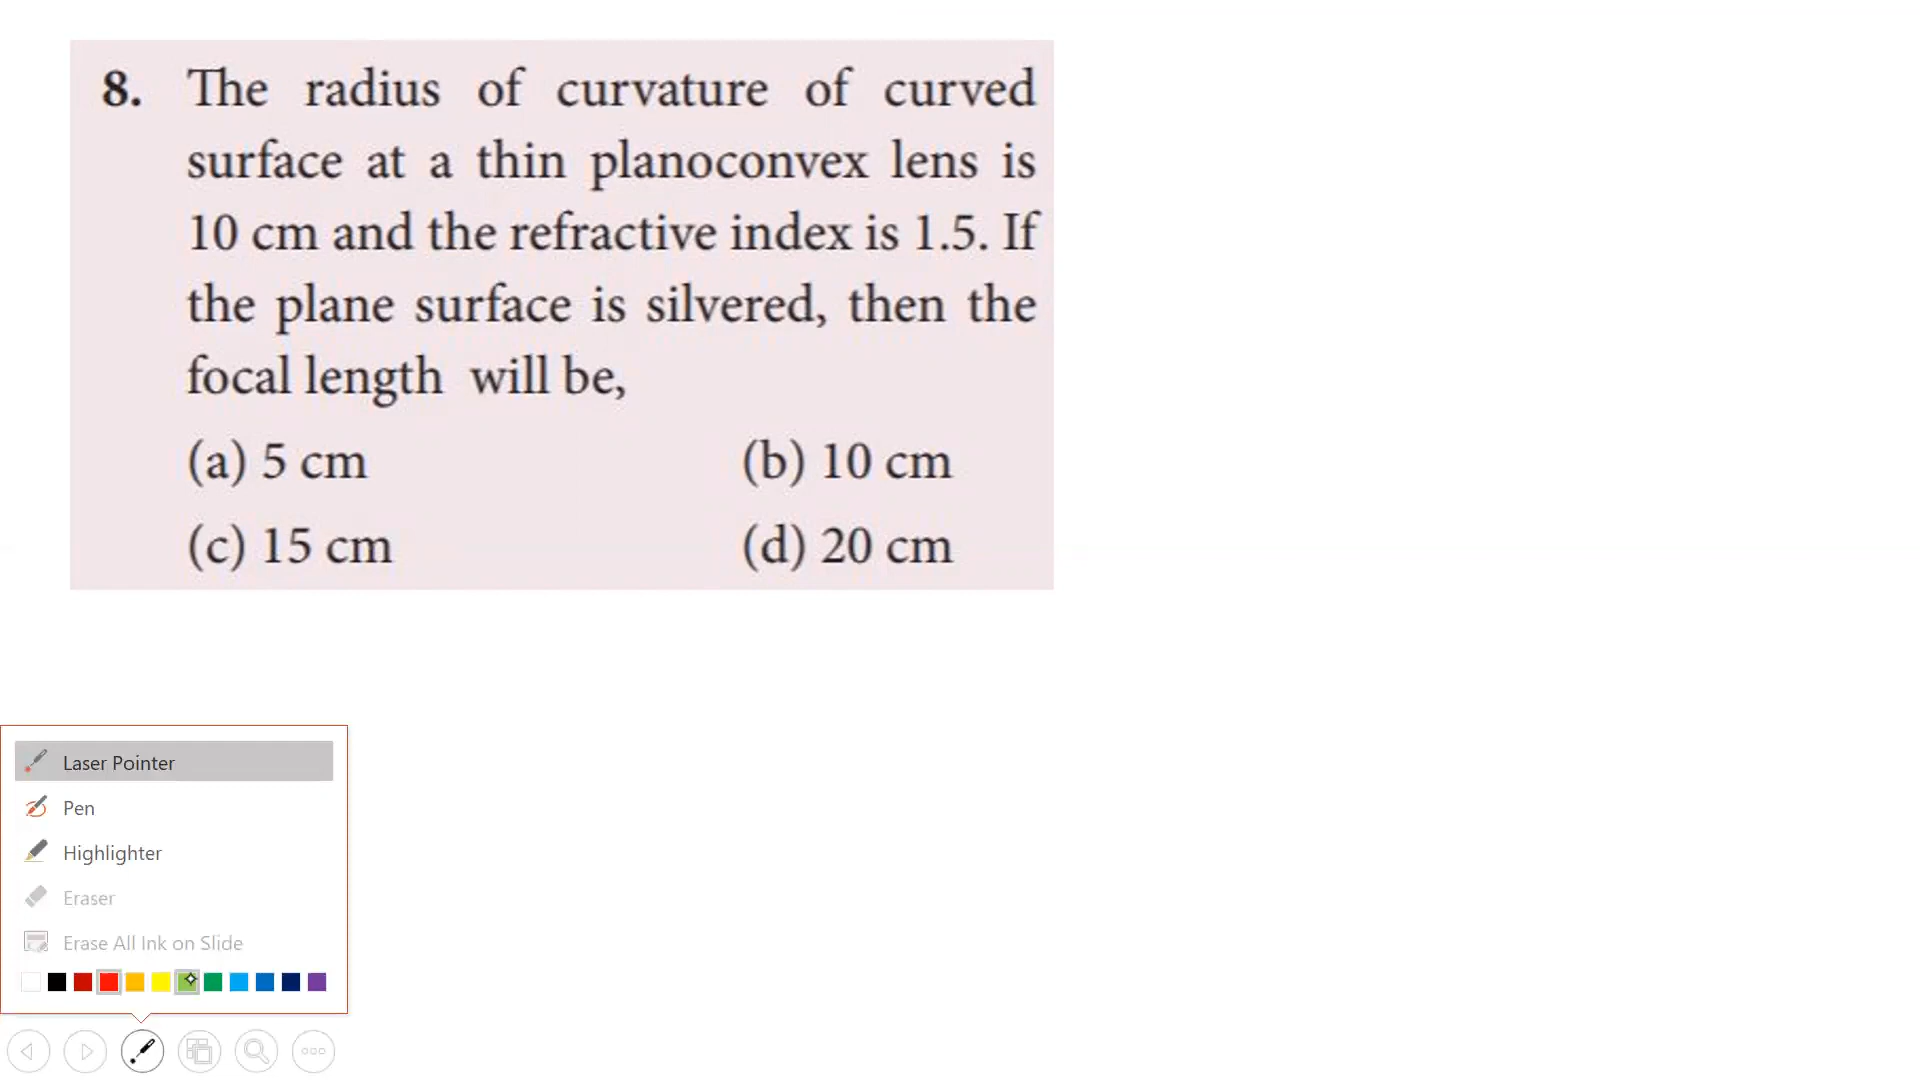 8. The radius of curvature of curved
surface at a thin planoconvex lens is
10 cm and the refractive index is 1.5. If
the plane surface is silvered, then the
focal length will be,
(a) 5 cm (b) 10 cm
(c) 15 cm (d) 20 cm
Laser Pointer
Pen
Highlighter
Eraser
Erase All Ink on Slide